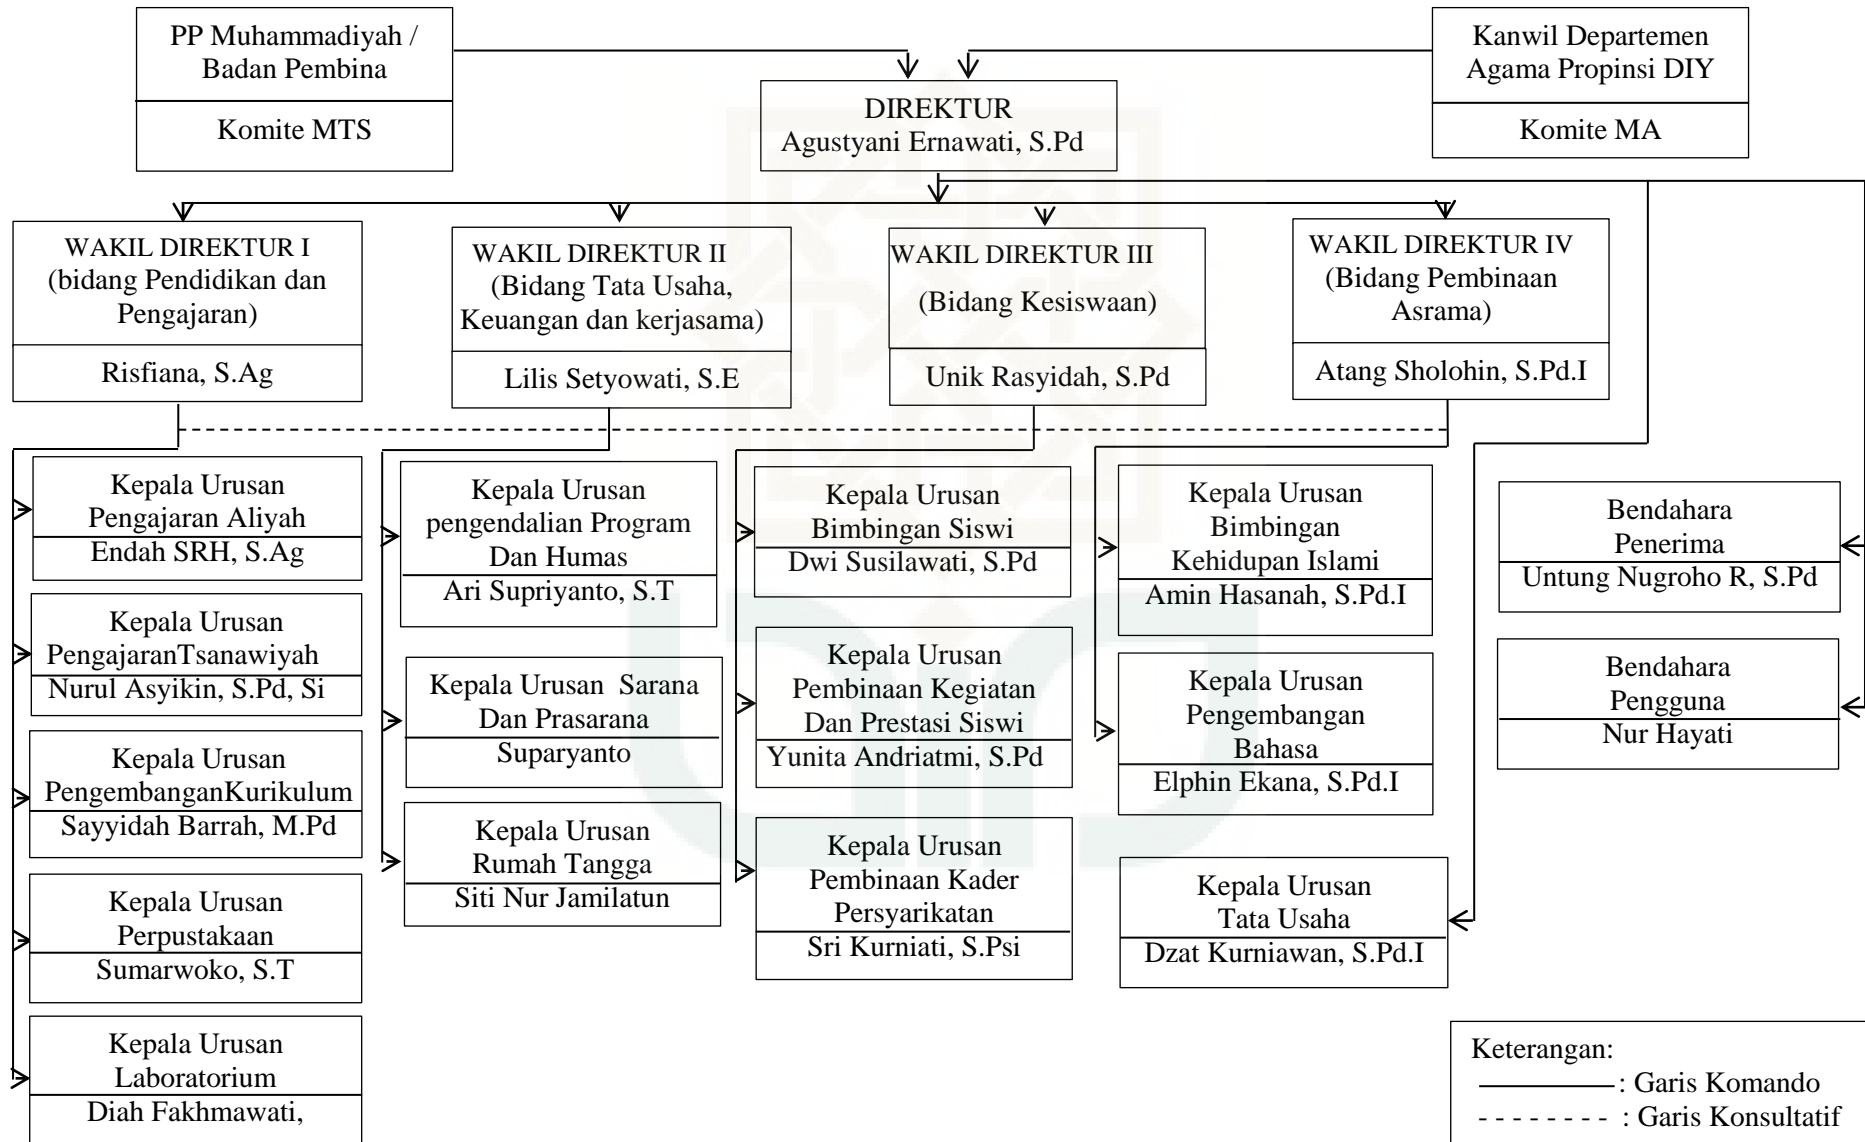 PP Muhammadiyah /
Badan Pembina
Komite MTS
DIREKTUR
Agustyani Ernawati, S.Pd
Kanwil Departemen
Agama Propinsi DIY
Komite MA
WAKIL DIREKTUR I
(bidang Pendidikan dan
Pengajaran)
Risfiana, S.Ag
WAKIL DIREKTUR II
(Bidang Tata Usaha,
Keuangan dan kerjasama)
Lilis Setyowati, S.E
WAKIL DIREKTUR III
(Bidang Kesiswaan)
Unik Rasyidah, S.Pd
WAKIL DIREKTUR IV
(Bidang Pembinaan
Asrama)
Atang Sholohin, S.Pd.I
Kepala Urusan
Pengajaran Aliyah
Endah SRH, S.Ag
Kepala Urusan
PengajaranTsanawiyah
Nurul Asyikin, S.Pd, Si
Kepala Urusan
PengembanganKurikulum
Sayyidah Barrah, M.Pd
Kepala Urusan
Perpustakaan
Sumarwoko, S.T
Kepala Urusan
Laboratorium
Diah Fakhmawati,
Kepala Urusan
pengendalian Program
Dan Humas
Ari Supriyanto, S.T
Kepala Urusan Sarana
Dan Prasarana
Suparyanto
Kepala Urusan
Rumah Tangga
Siti Nur Jamilatun
Kepala Urusan
Bimbingan Siswi
Dwi Susilawati, S.Pd
Kepala Urusan
Pembinaan Kegiatan
Dan Prestasi Siswi
Yunita Andriatmi, S.Pd
Kepala Urusan
Pembinaan Kader
Persyarikatan
Sri Kurniati, S.Psi
Kepala Urusan
Bimbingan
Kehidupan Islami
Amin Hasanah, S.Pd.I
Kepala Urusan
Pengembangan
Bahasa
Elphin Ekana, S.Pd.I
Kepala Urusan
Tata Usaha
Dzat Kurniawan, S.Pd.I
Bendahara
Penerima
Untung Nugroho R, S.Pd
Bendahara
Pengguna
Nur Hayati
Keterangan:
: Garis Komando
: Garis Konsultatif